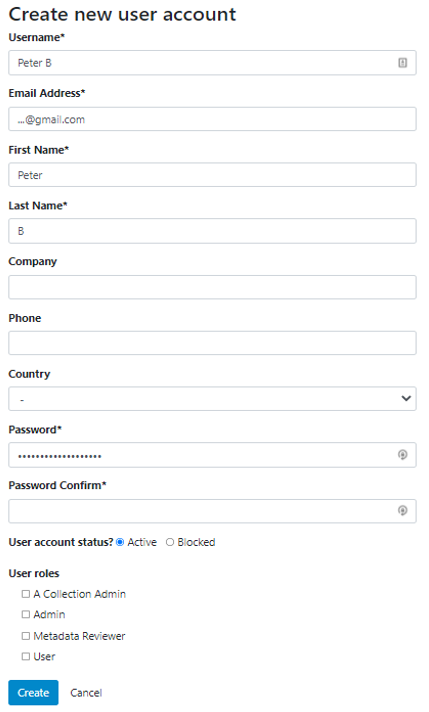 Create new user account
Username*
Peter B
Email Address*
...@gmail.com
First Name*
Peter
Last Name*
B
Company
Phone
Country
-
Password*
•••••••••••••••••••
Password Confirm*
User account status? Active Blocked
User roles
A Collection Admin
Admin
Metadata Reviewer
User
Create Cancel